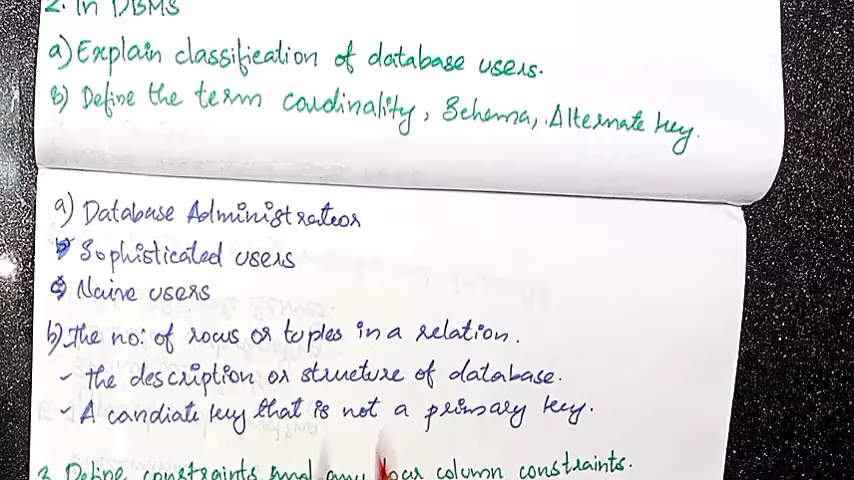 2. In DBMS
a) Explain classification of database users.
b) Define the term cardinality, Schema, Alternate key.
a) Database Administrator
Sophisticated users
Naive users
b) The no: of rows or tuples in a relation.
- the description or structure of database.
- A candiate key that is not a primary key.
3. Define constraints and any four column constraints.